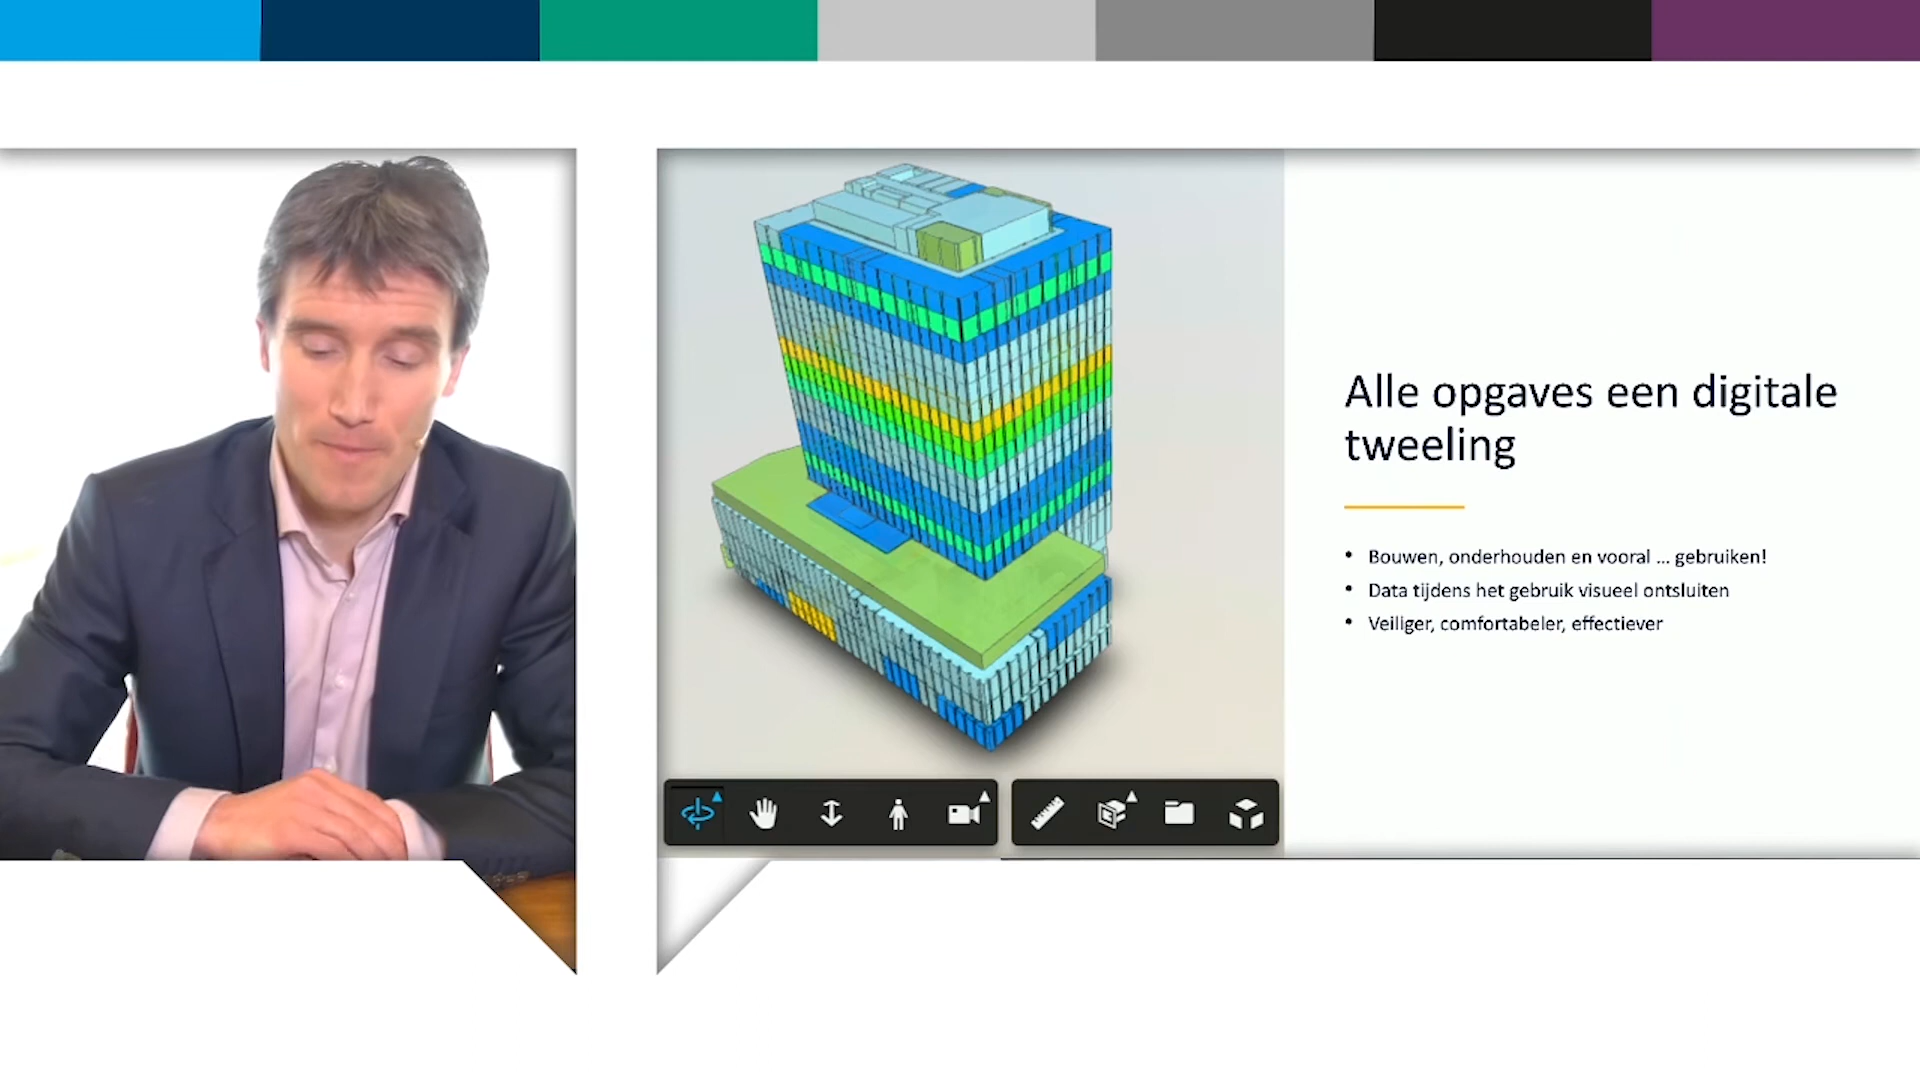 Alle opgaves een digitale
tweeling
• Bouwen, onderhouden en vooral ... gebruiken!
• Data tijdens het gebruik visueel ontsluiten
• Veiliger, comfortabeler, effectiever